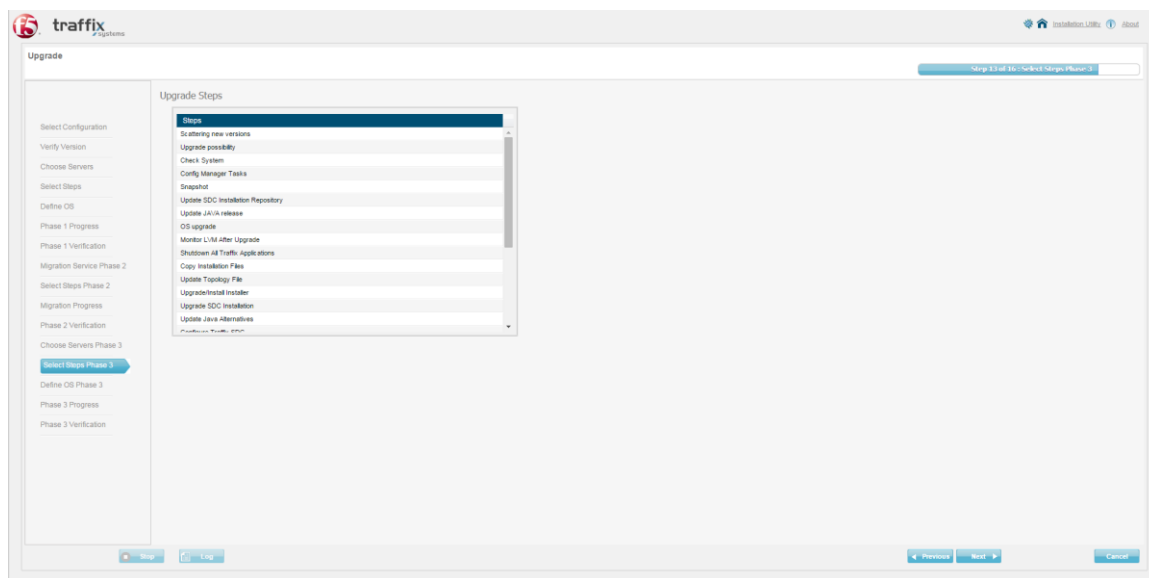 f5 traffix
systems
Installation Utility About
Upgrade
Step 13 of 16 : Select Steps Phase 3
Upgrade Steps
Steps
Scattering new versions
Upgrade possibility
Check System
Config Manager Tasks
Snapshot
Update SDC Installation Repository
Update JAVA release
OS upgrade
Monitor LVM After Upgrade
Shutdown All Traffix Applications
Copy Installation Files
Update Topology File
Upgrade/Install Installer
Upgrade SDC Installation
Update Java Alternatives
Configure Traffix SDC
Select Configuration
Verify Version
Choose Servers
Select Steps
Define OS
Phase 1 Progress
Phase 1 Verification
Migration Service Phase 2
Select Steps Phase 2
Migration Progress
Phase 2 Verification
Choose Servers Phase 3
Select Steps Phase 3
Define OS Phase 3
Phase 3 Progress
Phase 3 Verification
Stop Log Previous Next Cancel